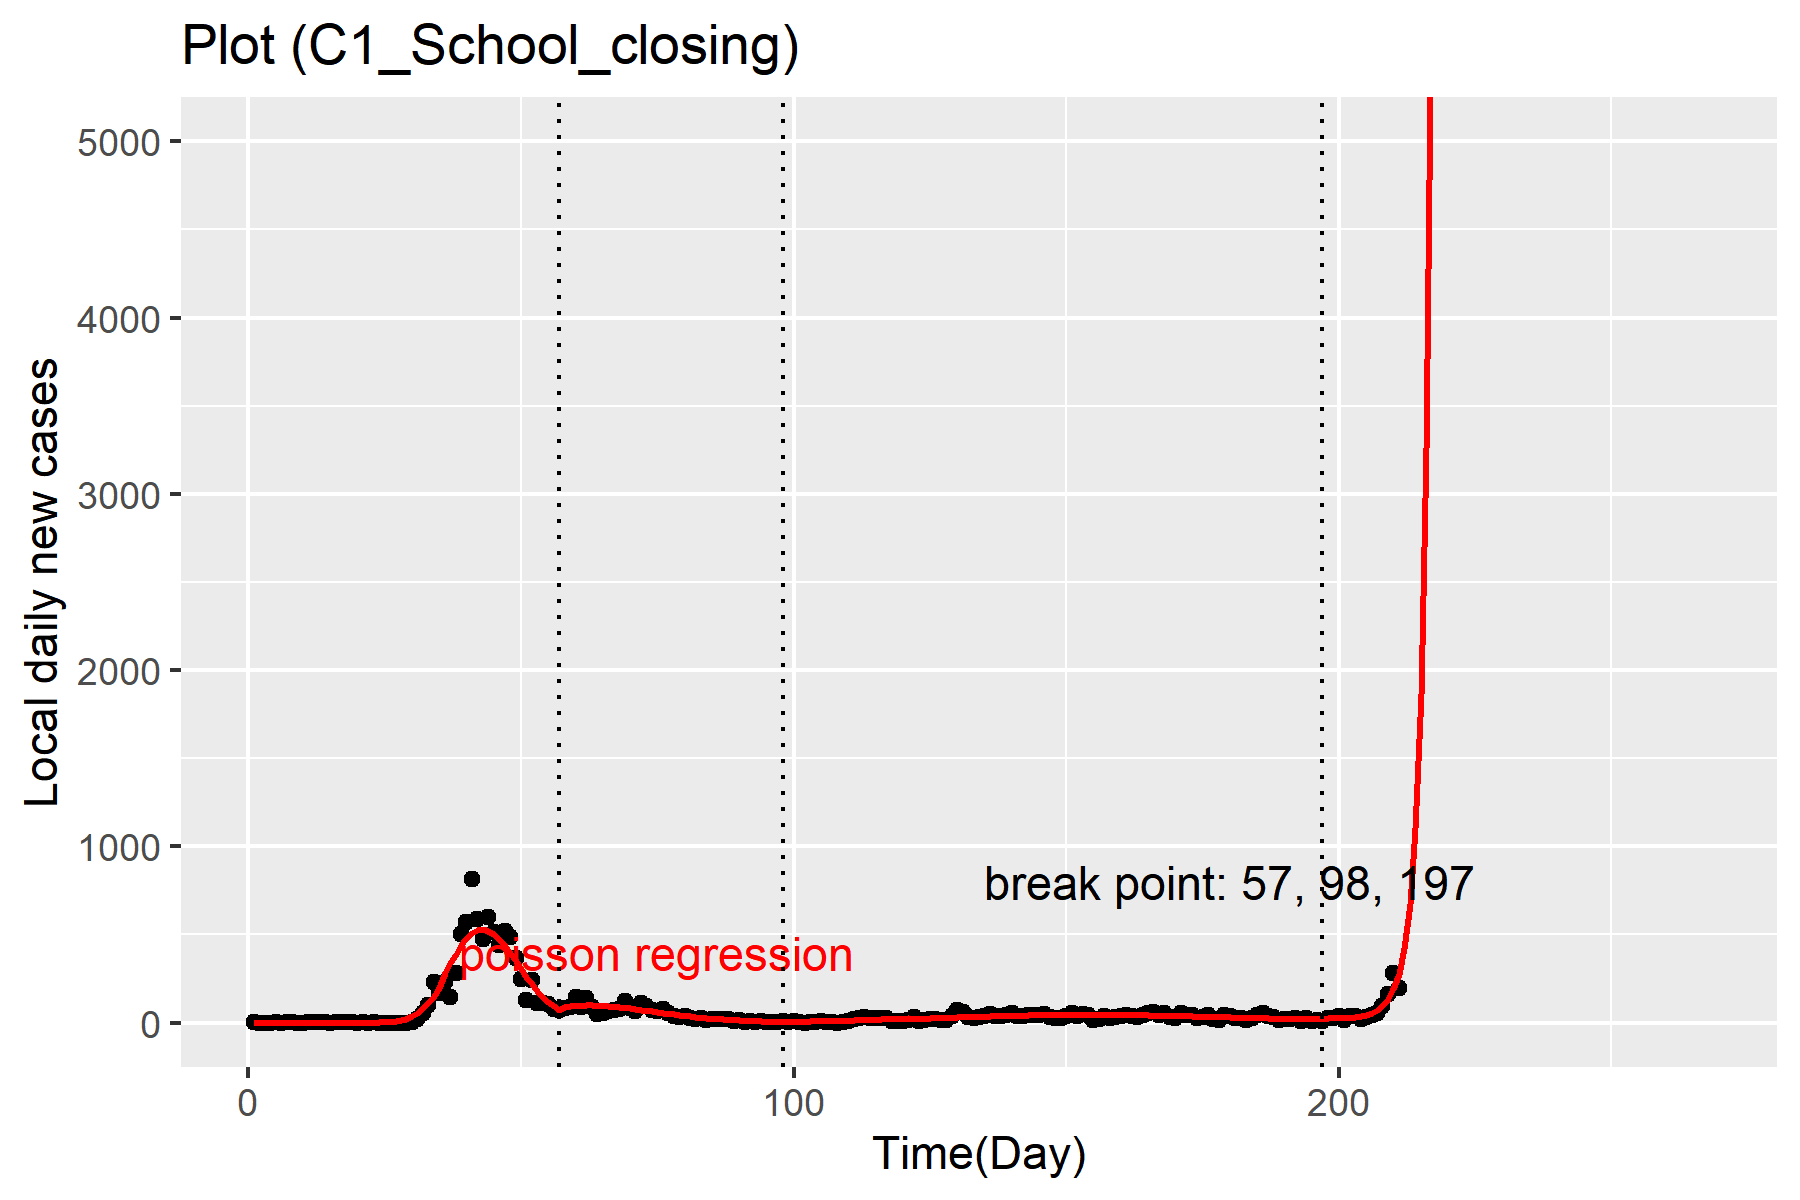 Plot (C1_School_closing)
Local daily new cases
5000
4000
3000
2000
1000
0
break point: 57, 98, 197
poisson regression
0
100
200
Time(Day)